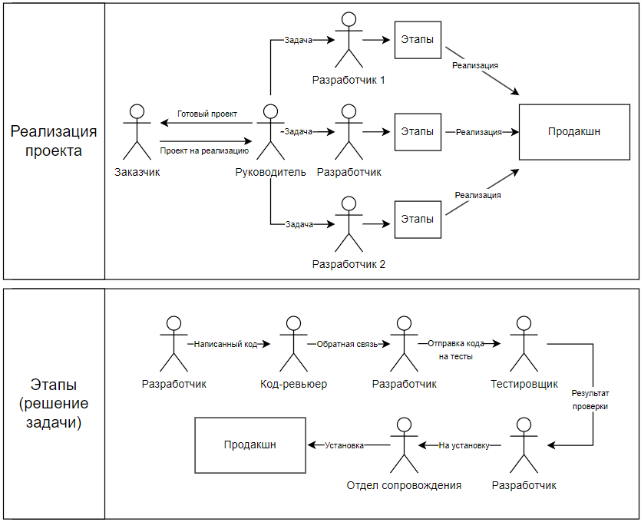 Реализация
проекта
Задача
Разработчик 1
Этапы
Реализация
Готовый проект
Проект на реализацию
Заказчик
Руководитель
Задача
Разработчик
Этапы
Реализация
Продакшн
Задача
Разработчик 2
Этапы
Реализация
Этапы
(решение
задачи)
Разработчик
Написанный код
Код-ревьюер
Обратная связь
Разработчик
Отправка кода
на тесты
Тестировщик
Результат
проверки
Продакшн
Установка
Отдел сопровождения
На установку
Разработчик